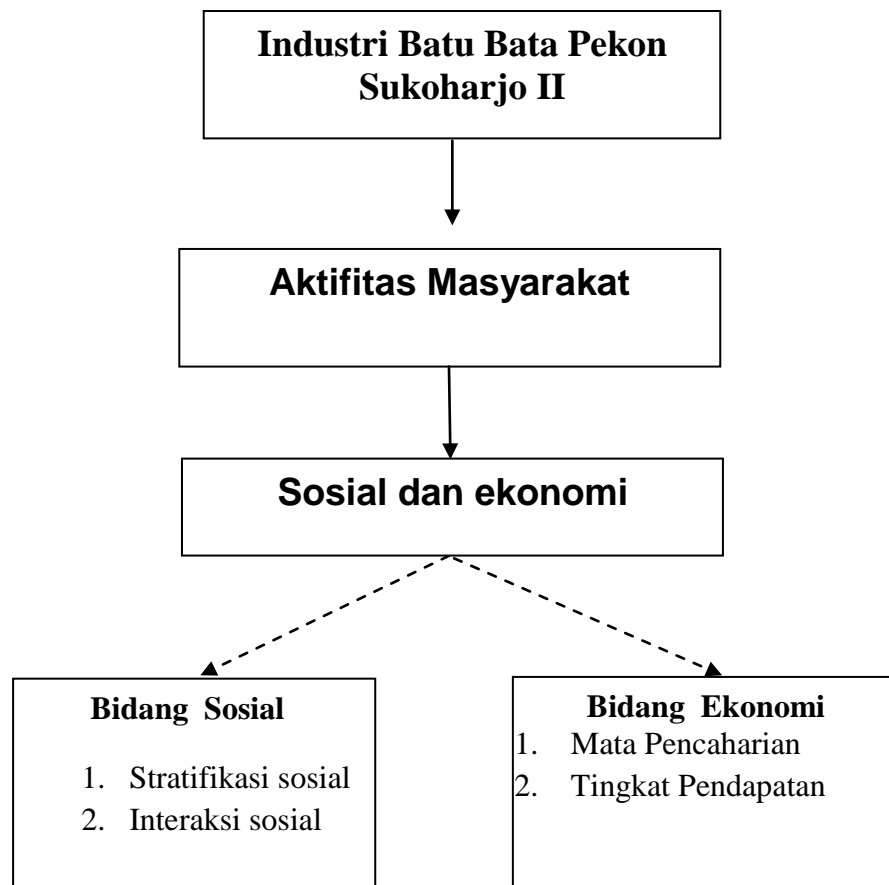 Industri Batu Bata Pekon
Sukoharjo II
Aktifitas Masyarakat
Sosial dan ekonomi
Bidang Sosial
1. Stratifikasi sosial
2. Interaksi sosial
Bidang Ekonomi
1. Mata Pencaharian
2. Tingkat Pendapatan